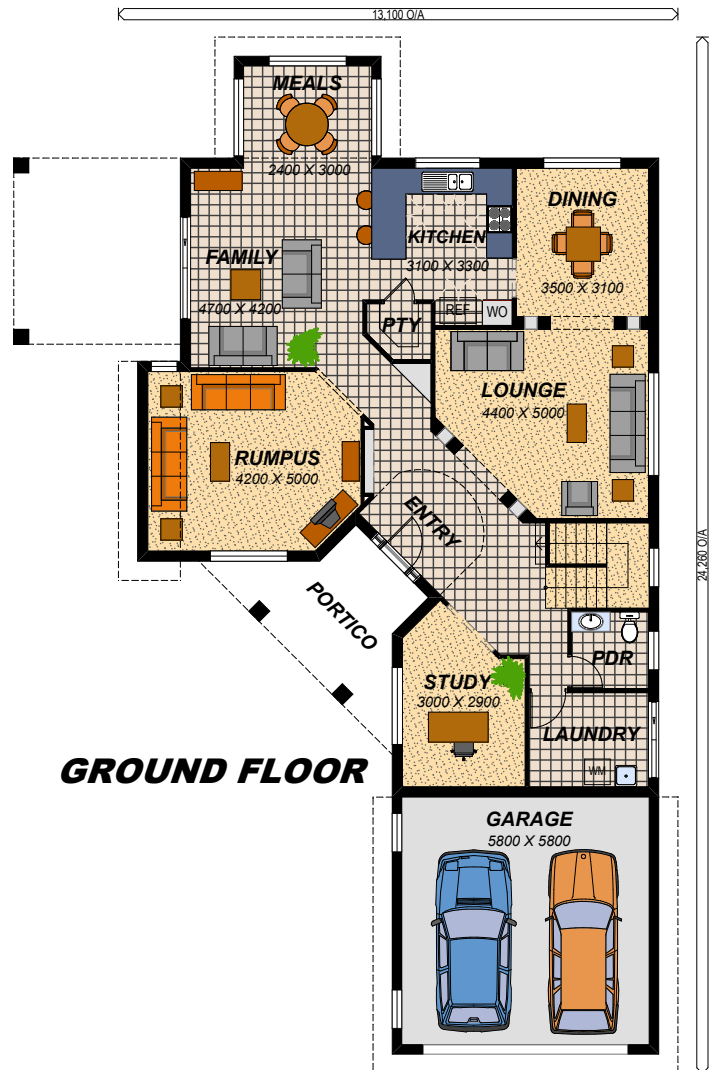 13,100 O/A
MEALS
2400 X 3000
DINING
3500 X 3100
KITCHEN
3100 X 3300
FAMILY
4700 X 4200
REF
WO
PTY
LOUNGE
4400 X 5000
RUMPUS
4200 X 5000
ENTRY
24,260 O/A
PORTICO
PDR
STUDY
3000 X 2900
LAUNDRY
WM
GROUND FLOOR
GARAGE
5800 X 5800